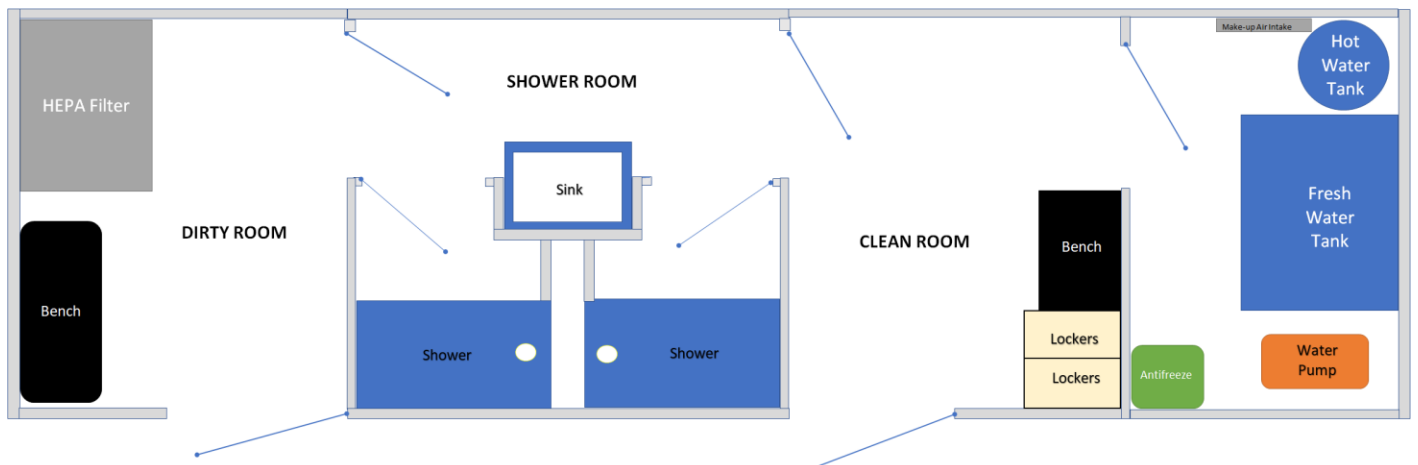 Make-up Air Intake
Hot
Water
Tank
SHOWER ROOM
HEPA Filter
Sink
Fresh
Water
Tank
DIRTY ROOM
CLEAN ROOM
Bench
Bench
Lockers
Shower
Shower
Water
Pump
Lockers
Antifreeze